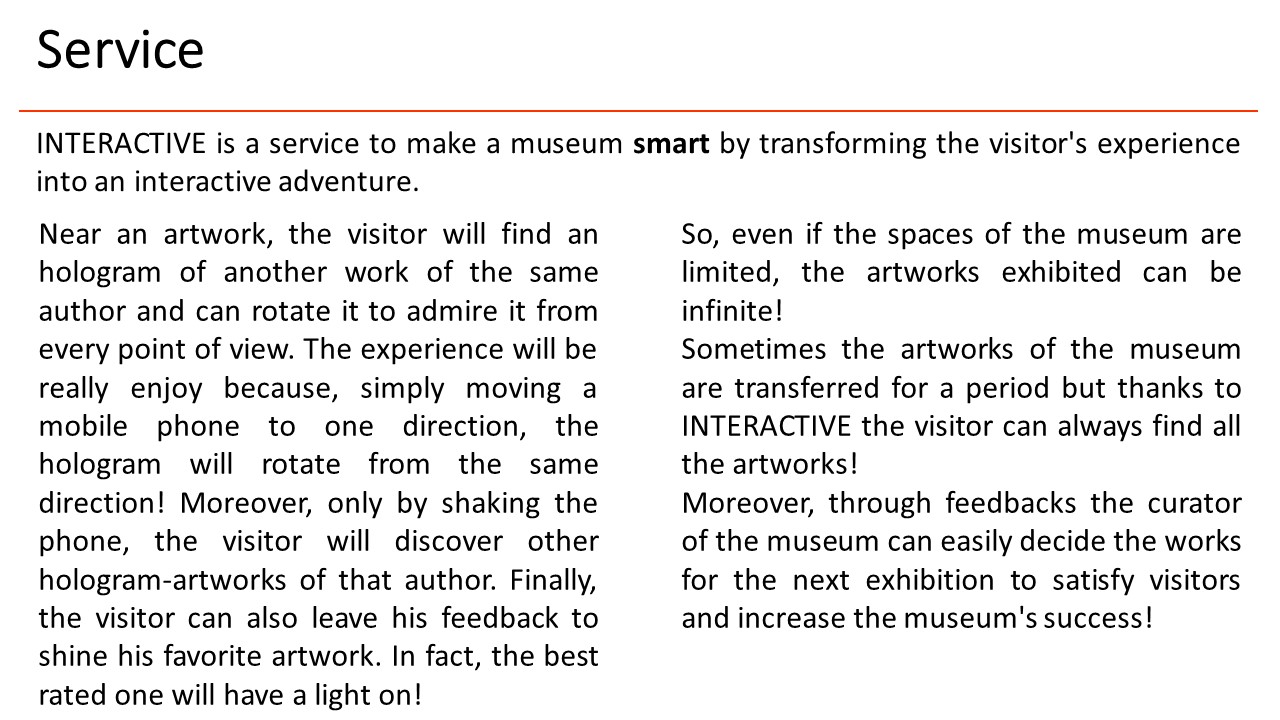 Service
INTERACTIVE is a service to make a museum smart by transforming the visitor's experience
into an interactive adventure.
Near an artwork, the visitor will find an
hologram of another work of the same
author and can rotate it to admire it from
every point of view. The experience will be
really enjoy because, simply moving a
mobile phone to one direction, the
hologram will rotate from the same
direction! Moreover, only by shaking the
phone, the visitor will discover other
hologram-artworks of that author. Finally,
the visitor can also leave his feedback to
shine his favorite artwork. In fact, the best
rated one will have a light on!
So, even if the spaces of the museum are
limited, the artworks exhibited can be
infinite!
Sometimes the artworks of the museum
are transferred for a period but thanks to
INTERACTIVE the visitor can always find all
the artworks!
Moreover, through feedbacks the curator
of the museum can easily decide the works
for the next exhibition to satisfy visitors
and increase the museum's success!